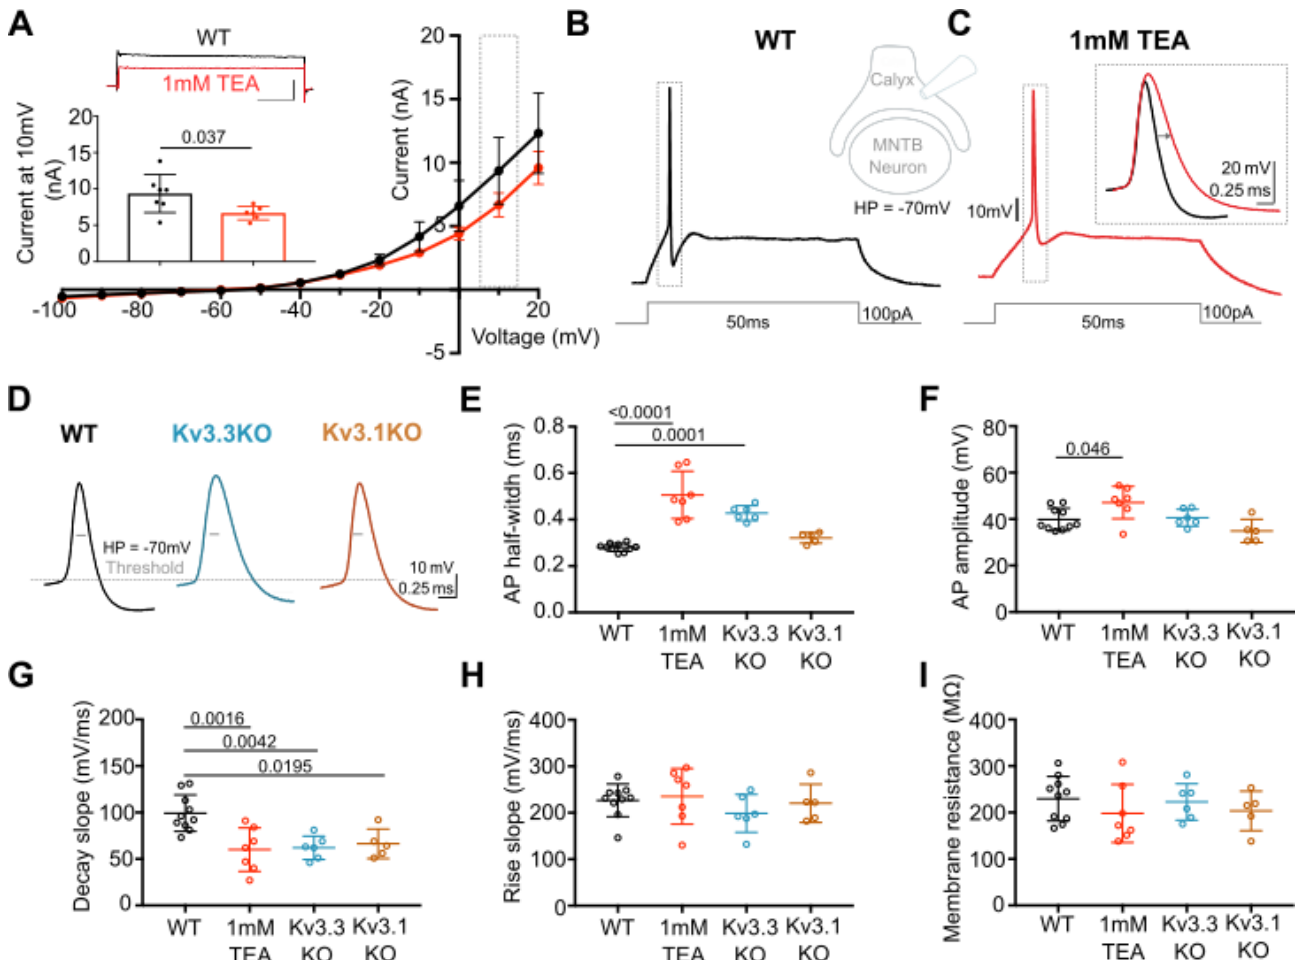 A
WT
1mM TEA
Current at 10mV
(nA)
20
15
10
5
0
0.037
Current (nA)
20
15
10
5
-5
-100
-80
-60
-40
-20
20
Voltage (mV)
B
WT
Calyx
MNTB
Neuron
HP = -70mV
50ms
100pA
C
1mM TEA
20 mV
0.25 ms
10mV
50ms
100pA
D
WT
Kv3.3KO
Kv3.1KO
HP = -70mV
Threshold
10 mV
0.25 ms
E
AP half-witdh (ms)
0.8
0.6
0.4
0.2
0.0
<0.0001
0.0001
WT
1mM
TEA
Kv3.3
KO
Kv3.1
KO
F
AP amplitude (mV)
80
60
40
20
0
0.046
WT
1mM
TEA
Kv3.3
KO
Kv3.1
KO
G
Decay slope (mV/ms)
200
150
100
50
0
0.0016
0.0042
0.0195
WT
1mM
TEA
Kv3.3
KO
Kv3.1
KO
H
Rise slope (mV/ms)
400
300
200
100
0
WT
1mM
TEA
Kv3.3
KO
Kv3.1
KO
I
Membrane resistance (MΩ)
400
300
200
100
0
WT
1mM
TEA
Kv3.3
KO
Kv3.1
KO